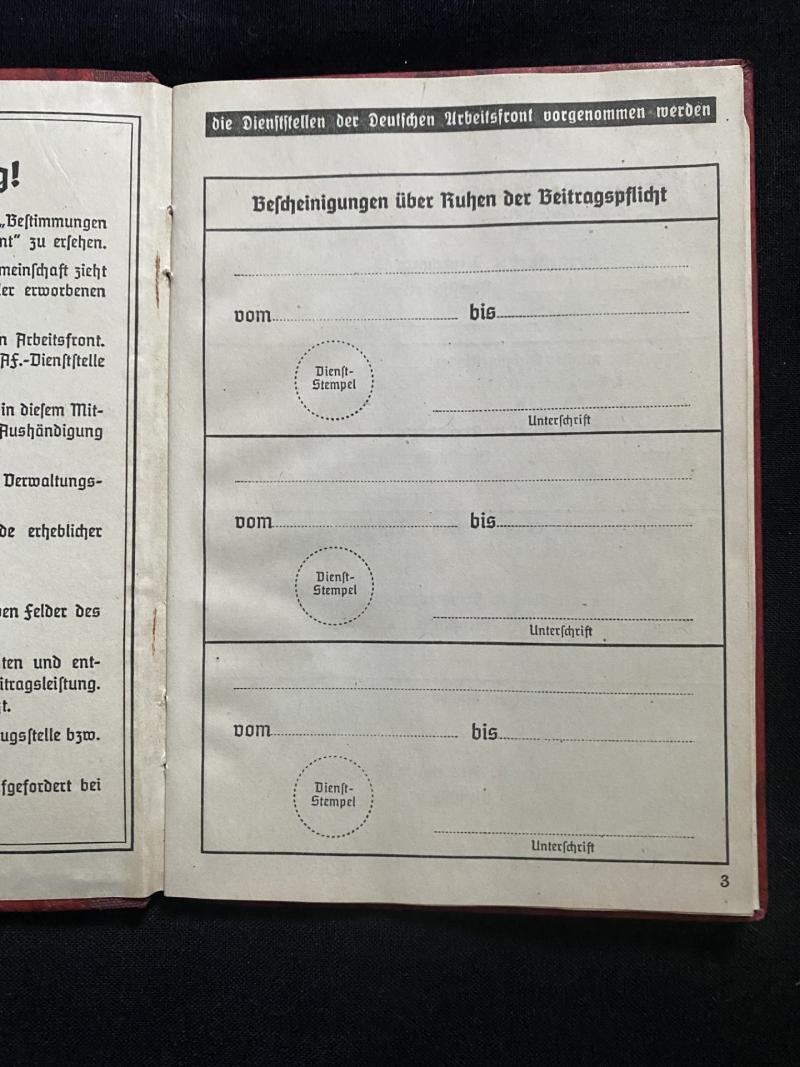 g!
„Bestimmungen
nt“ zu ersehen.
meinschaft zieht
er erworbenen
n Arbeitsfront.
Af.-Dienststelle
in diesem Mit-
Aushändigung
Verwaltungs-
de erheblicher
en Felder des
ten und ent-
itragsleistung.
t.
ugsstelle bzw.
fgefordert bei
die Dienststellen der Deutschen Arbeitsfront vorgenommen werden
Bescheinigungen über Ruhen der Beitragspflicht
vom bis
Dienst-
Stempel
Unterschrift
vom bis
Dienst-
Stempel
Unterschrift
vom bis
Dienst-
Stempel
Unterschrift
3